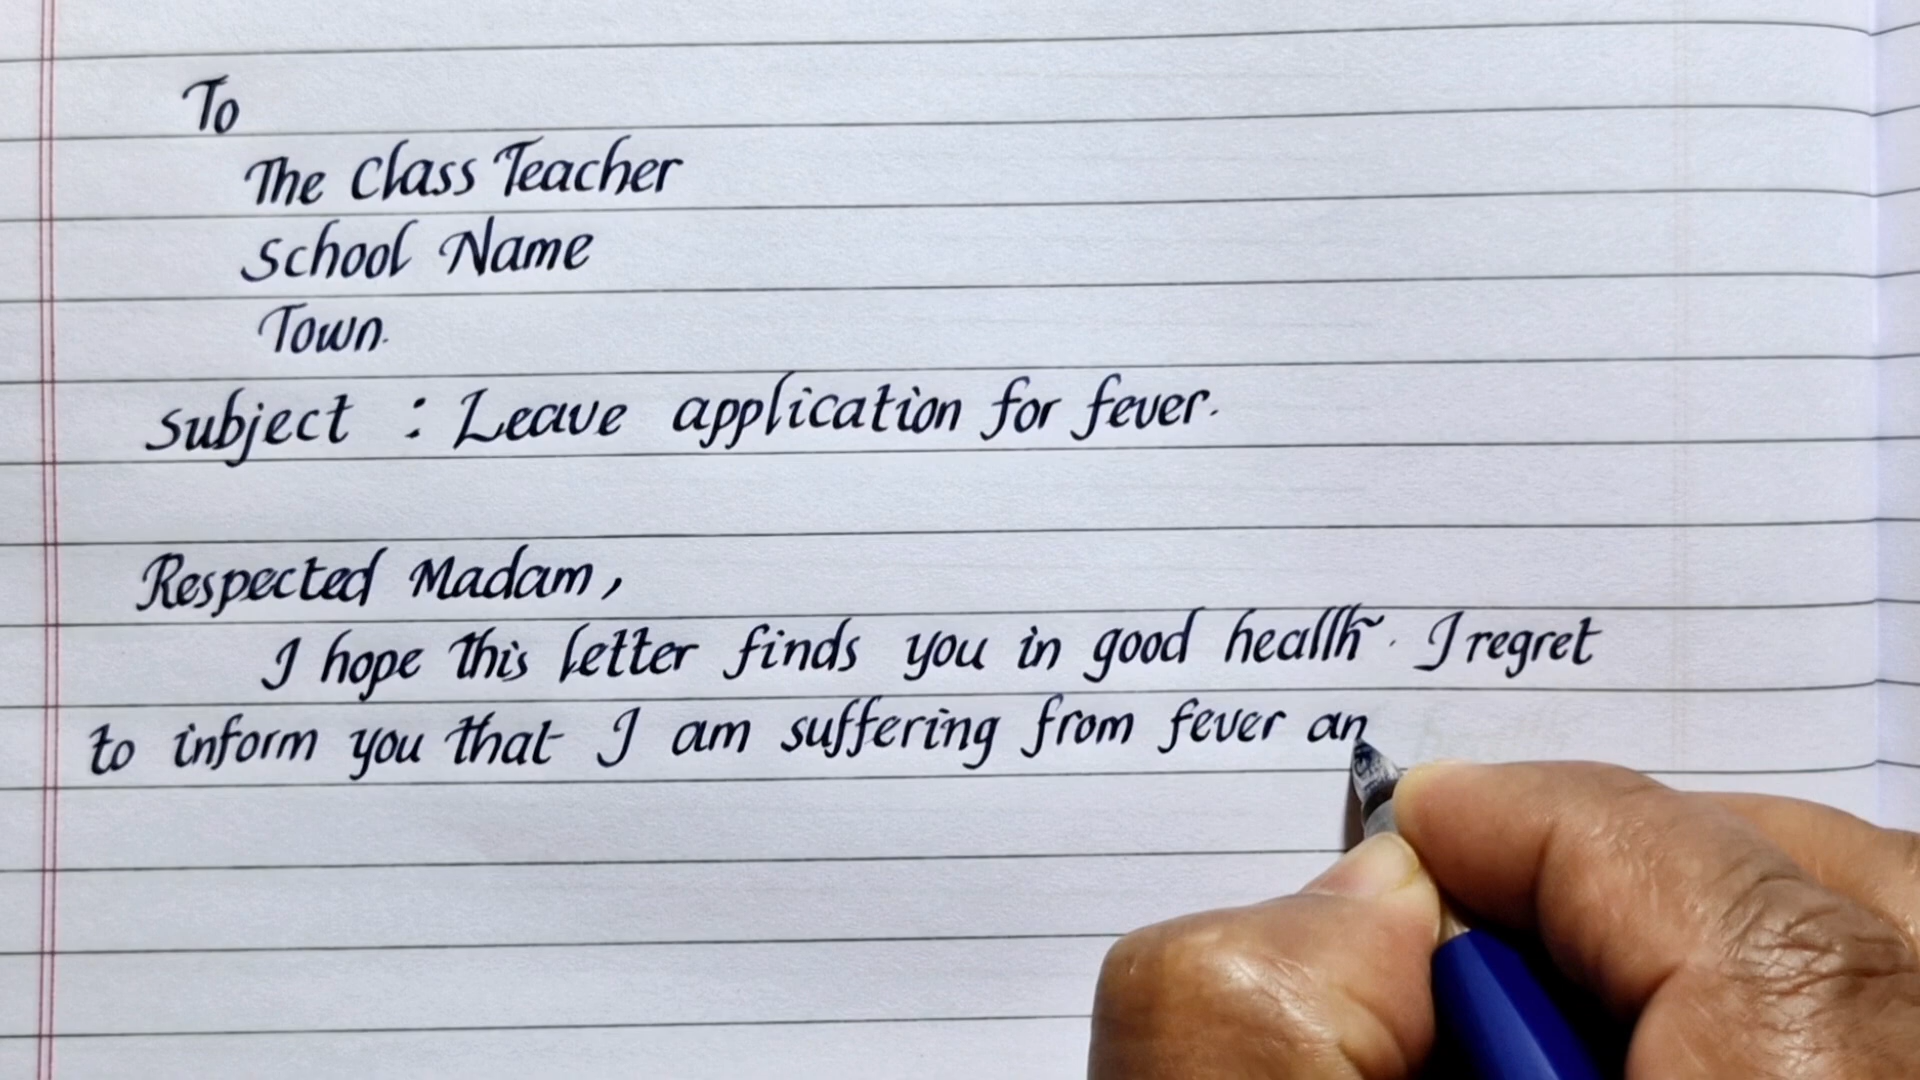 To
The Class Teacher
School Name
Town.
Subject : Leave application for fever.
Respected Madam,
I hope this letter finds you in good health. I regret
to inform you that I am suffering from fever an